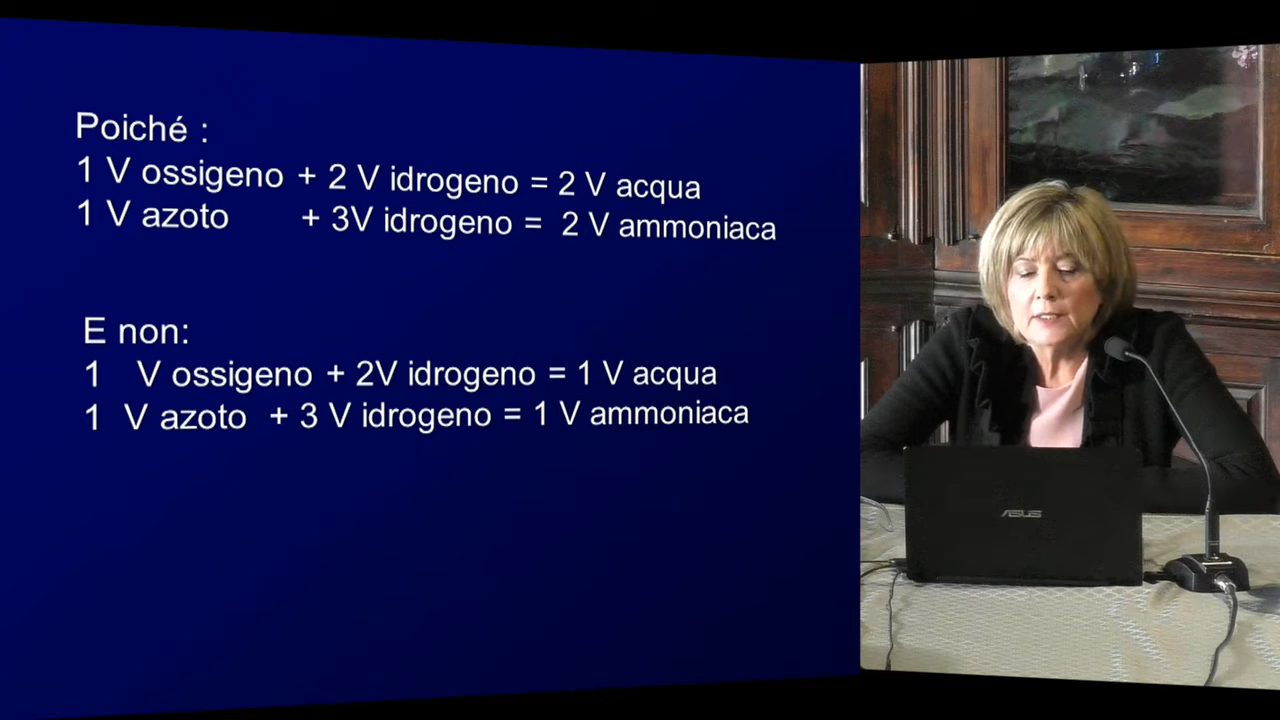 Poiché :
1 V ossigeno + 2 V idrogeno = 2 V acqua
1 V azoto + 3V idrogeno = 2 V ammoniaca
E non:
1 V ossigeno + 2V idrogeno = 1 V acqua
1 V azoto + 3 V idrogeno = 1 V ammoniaca
ASUS